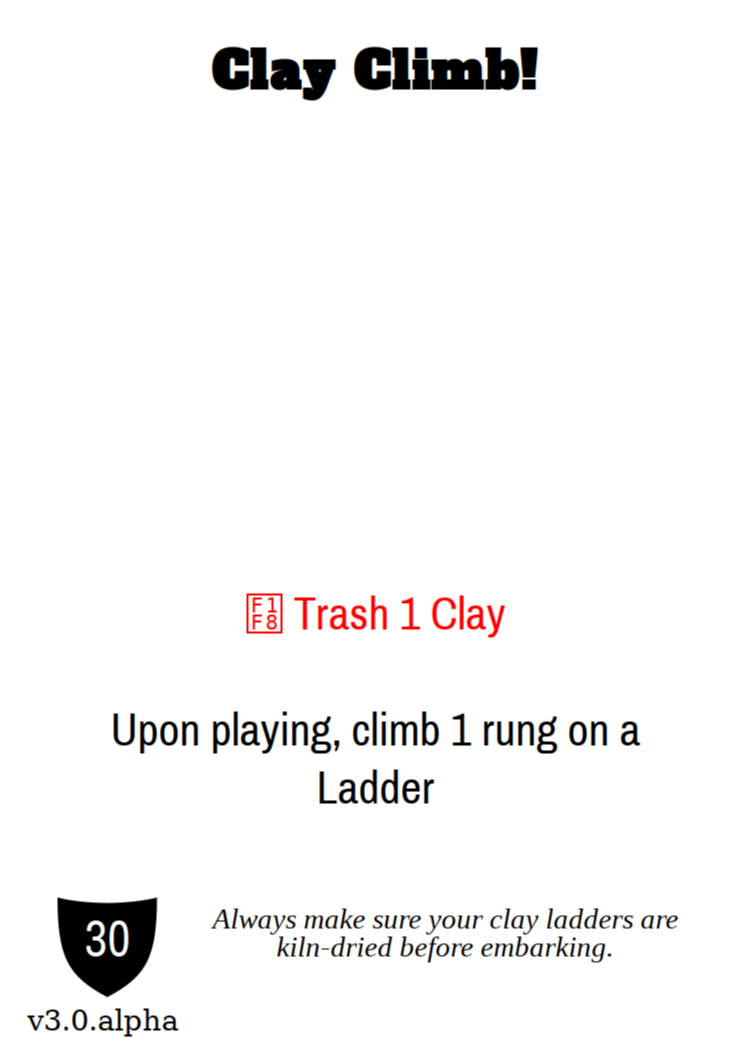 Clay Climb!
Trash 1 Clay
Upon playing, climb 1 rung on a
Ladder
30
Always make sure your clay ladders are
kiln-dried before embarking.
v3.0.alpha